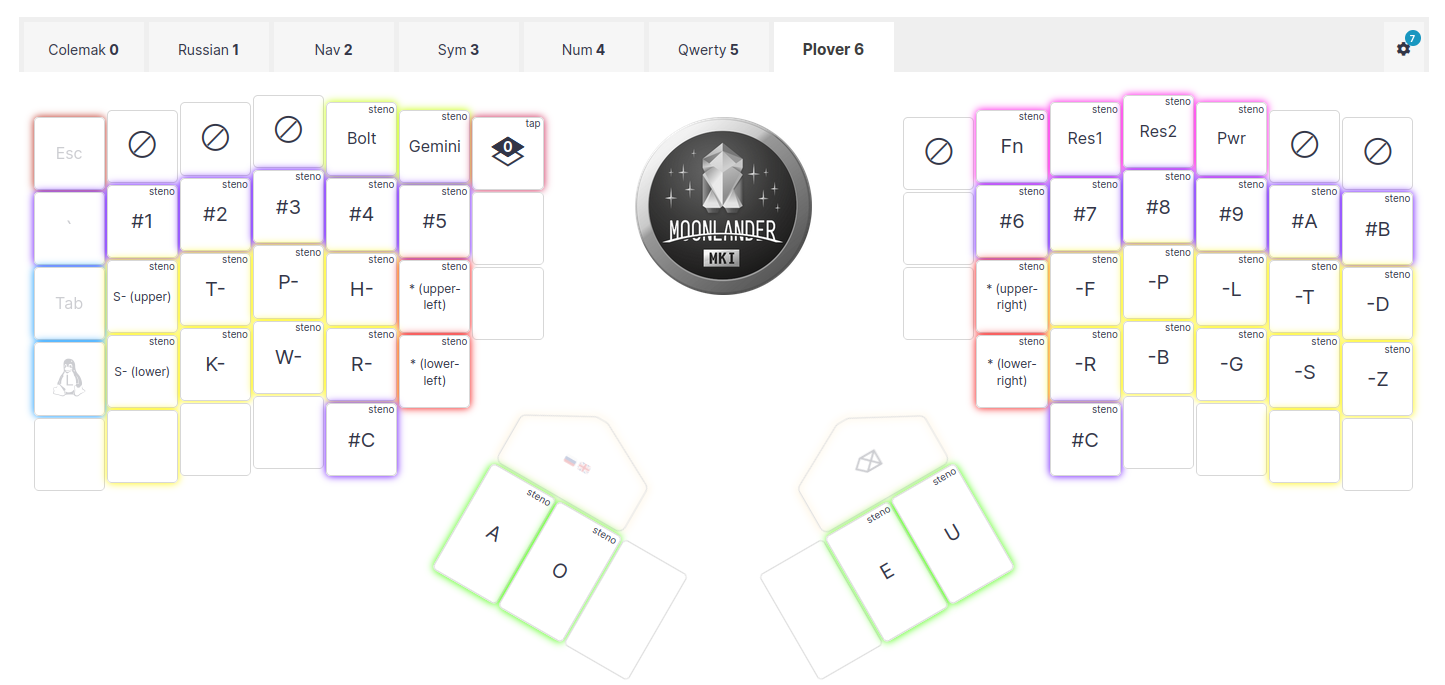 Colemak 0
Russian 1
Nav 2
Sym 3
Num 4
Qwerty 5
Plover 6
7
Esc
steno
Bolt
steno
Gemini
tap
0
steno
Fn
steno
Res1
steno
Res2
steno
Pwr
`
steno
#1
steno
#2
steno
#3
steno
#4
steno
#5
MOONLANDER
MKI
steno
#6
steno
#7
steno
#8
steno
#9
steno
#A
steno
#B
Tab
steno
S- (upper)
steno
T-
steno
P-
steno
H-
steno
* (upper-
left)
steno
* (upper-
right)
steno
-F
steno
-P
steno
-L
steno
-T
steno
-D
L
steno
S- (lower)
steno
K-
steno
W-
steno
R-
steno
* (lower-
left)
steno
* (lower-
right)
steno
-R
steno
-B
steno
-G
steno
-S
steno
-Z
steno
#C
steno
#C
steno
A
steno
O
steno
E
steno
U